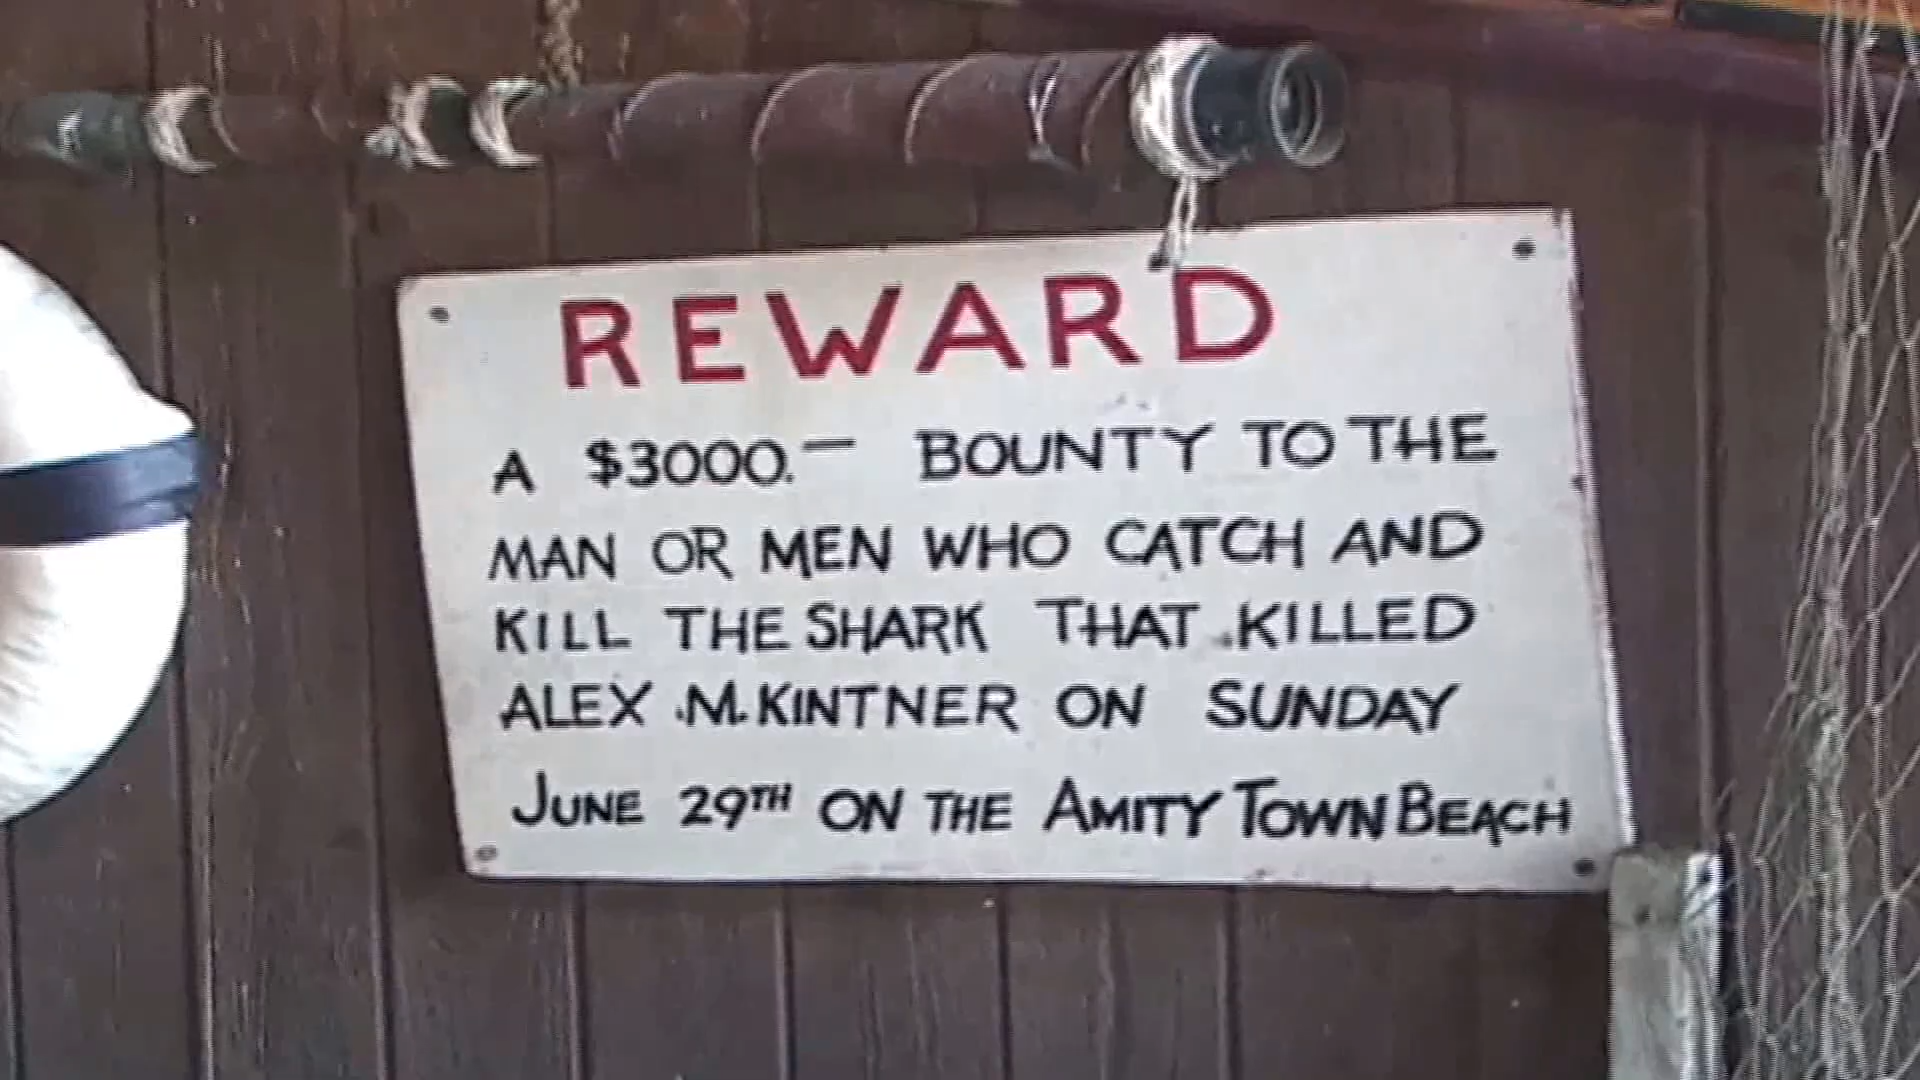 REWARD
A $3000.— BOUNTY TO THE
MAN OR MEN WHO CATCH AND
KILL THE SHARK THAT KILLED
ALEX M. KINTNER ON SUNDAY
JUNE 29TH ON THE AMITY TOWN BEACH